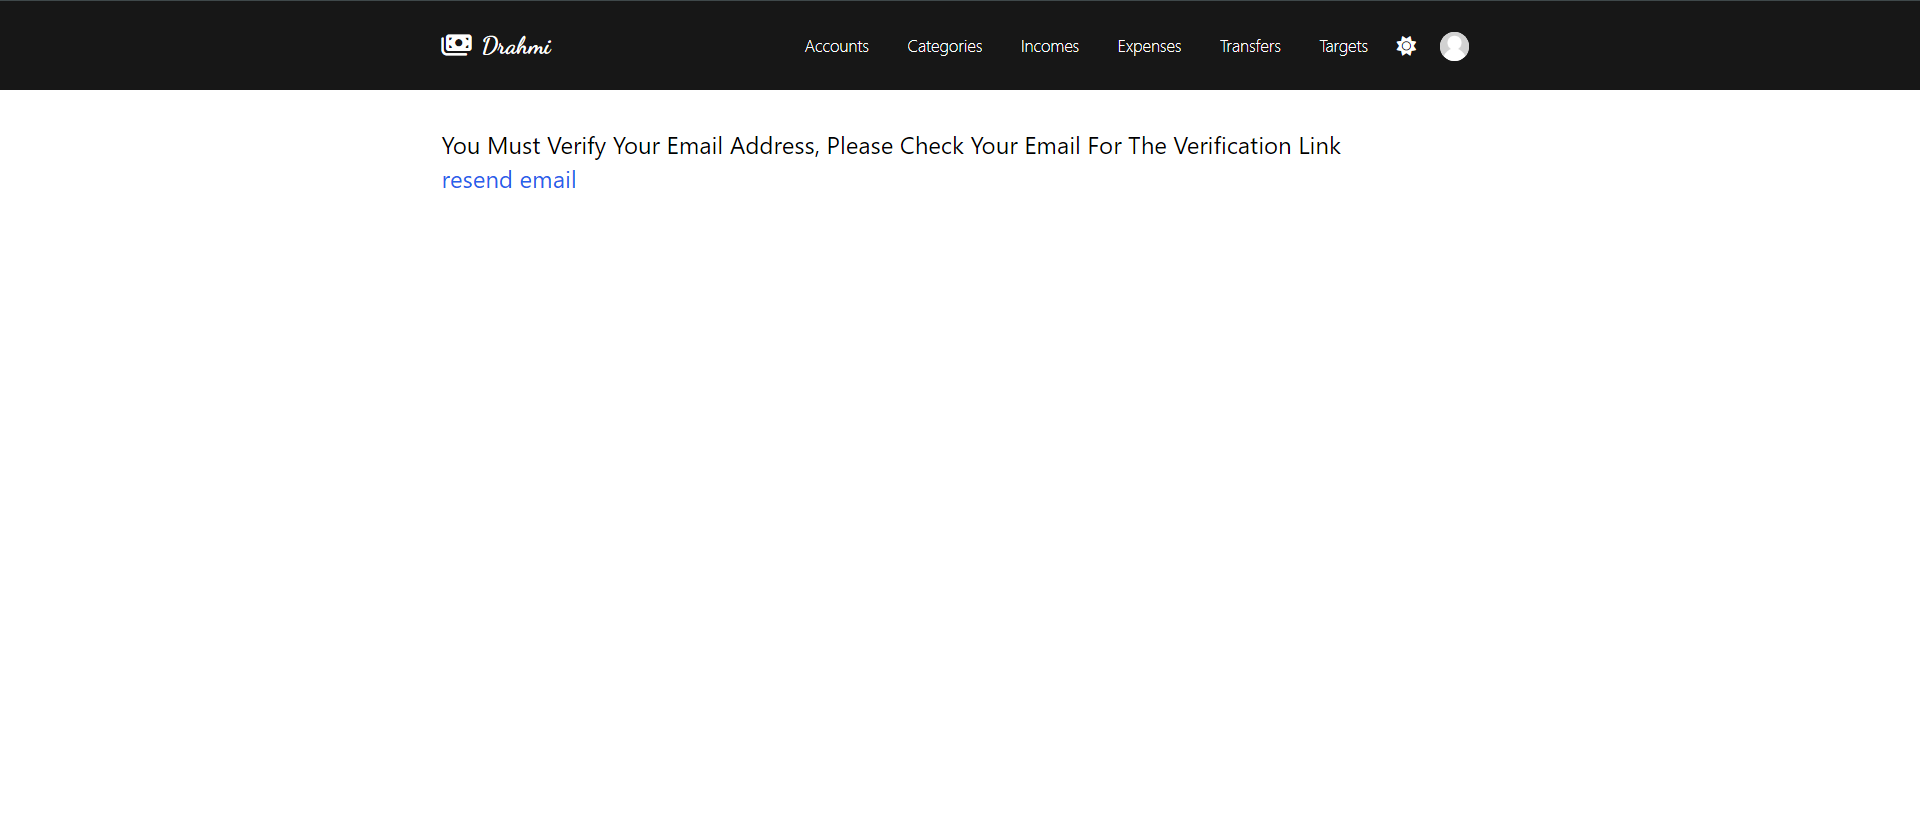 Drahmi
Accounts Categories Incomes Expenses Transfers Targets
You Must Verify Your Email Address, Please Check Your Email For The Verification Link
resend email